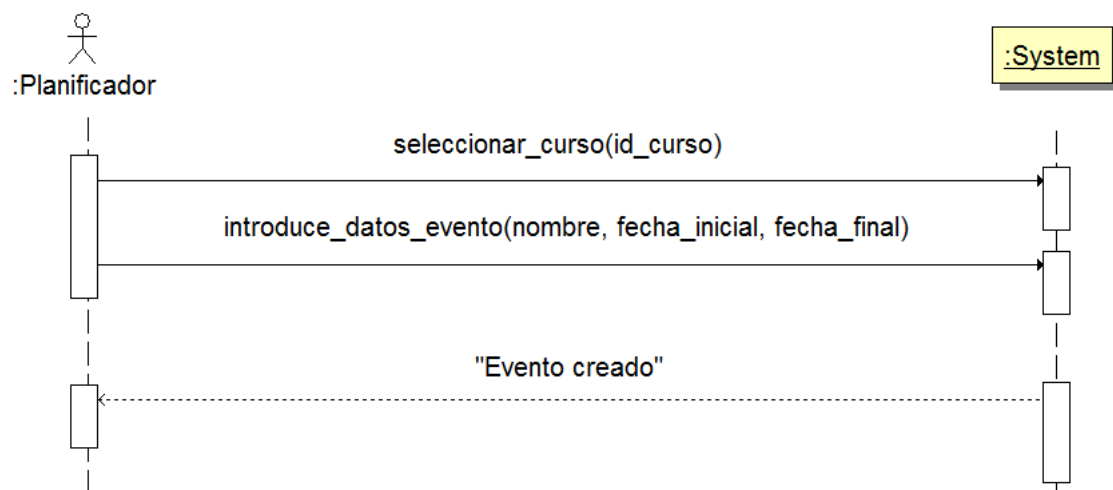 :Planificador
:System
seleccionar_curso(id_curso)
introduce_datos_evento(nombre, fecha_inicial, fecha_final)
"Evento creado"